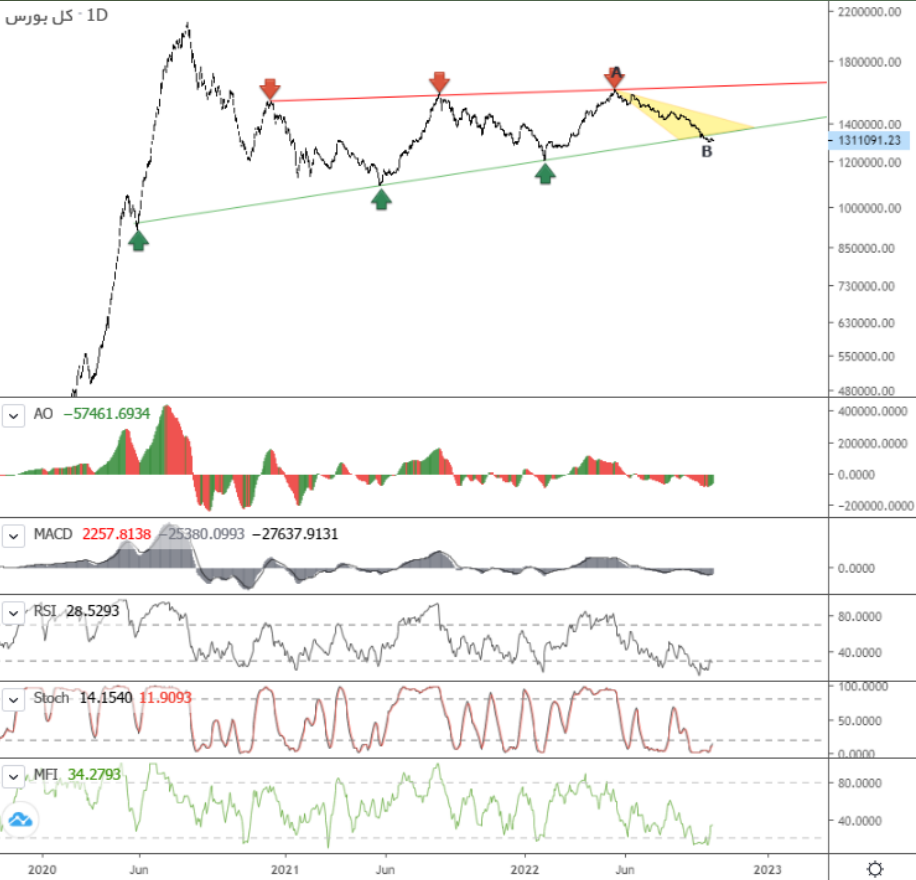 کل بورس · 1D
2200000.00
1800000.00
A
1400000.00
1311091.23
B
1200000.00
1000000.00
850000.00
730000.00
630000.00
550000.00
480000.00
AO −57461.6934
400000.0000
200000.0000
0.0000
−200000.0000
MACD 2257.8138 −25380.0993 −27637.9131
0.0000
RSI 28.5293
80.0000
40.0000
Stoch 14.1540 11.9093
100.0000
50.0000
0.0000
MFI 34.2793
80.0000
40.0000
2020 Jun 2021 Jun 2022 Jun 2023